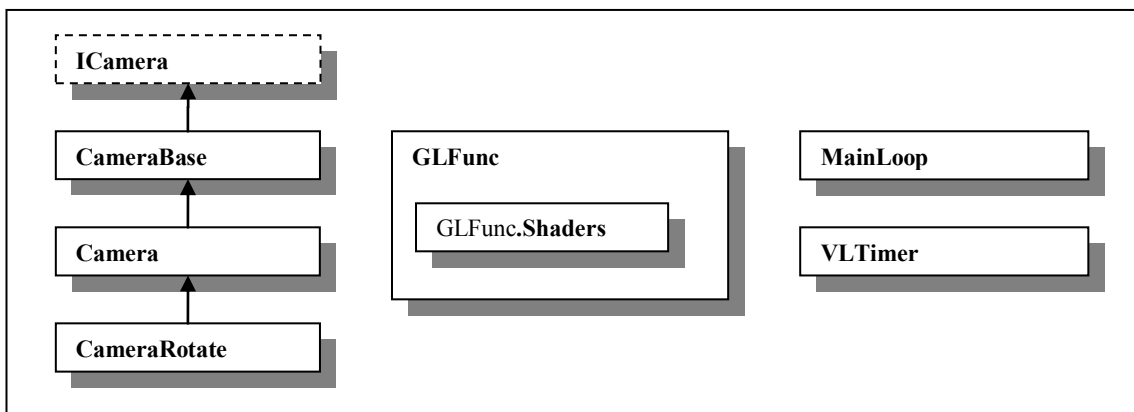 ICamera
CameraBase
Camera
CameraRotate
GLFunc
GLFunc.Shaders
MainLoop
VLTimer